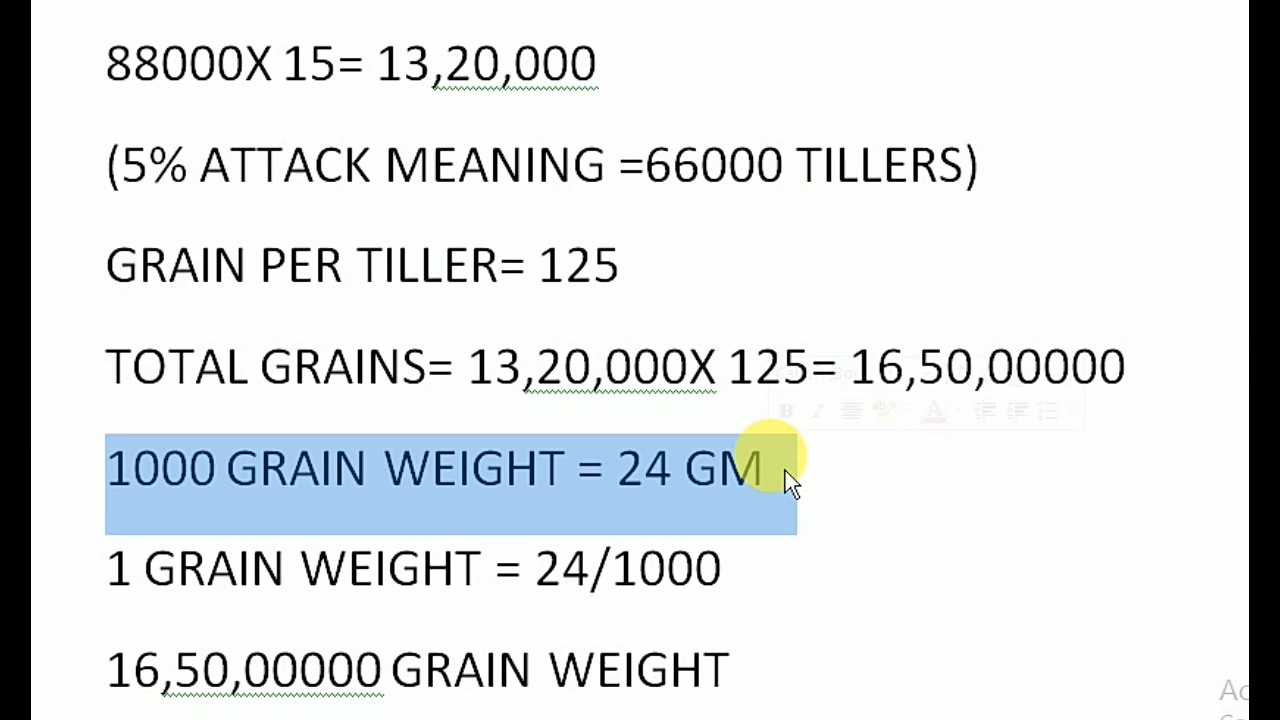 88000X 15= 13,20,000
(5% ATTACK MEANING =66000 TILLERS)
GRAIN PER TILLER= 125
TOTAL GRAINS= 13,20,000X 125= 16,50,00000
1000 GRAIN WEIGHT = 24 GM
1 GRAIN WEIGHT = 24/1000
16,50,00000 GRAIN WEIGHT